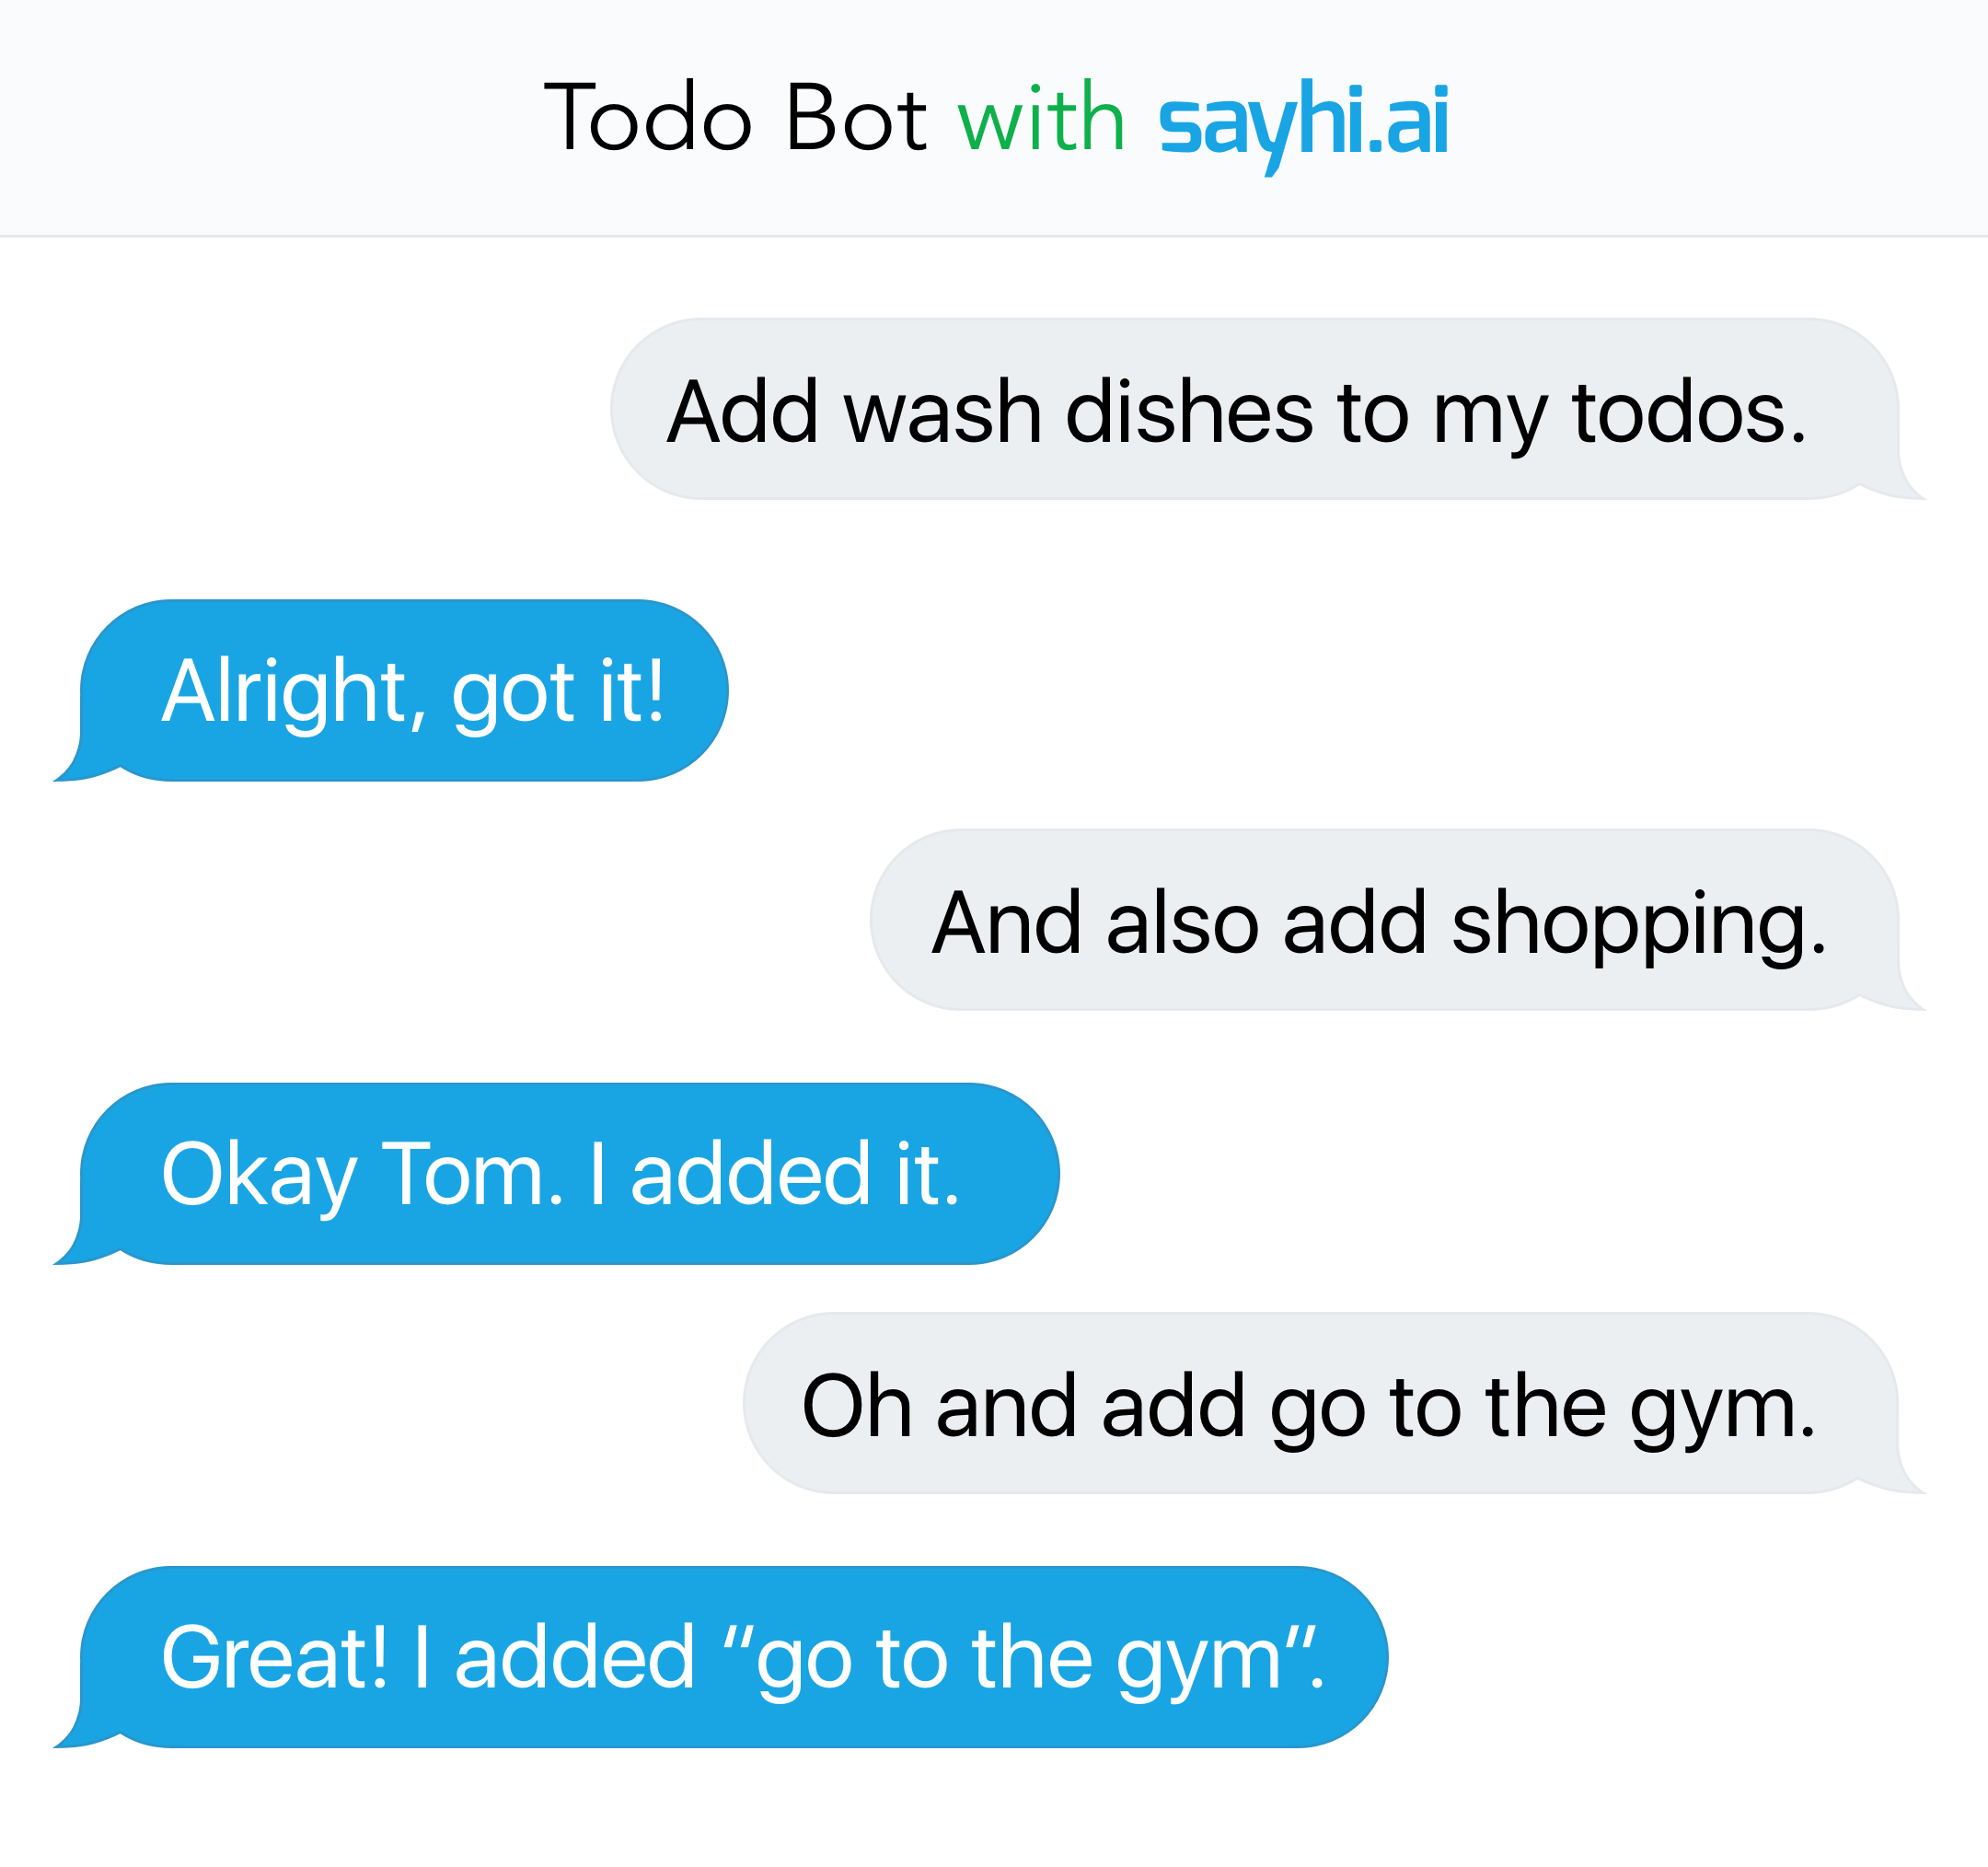 Todo Bot with sayhi.ai
Add wash dishes to my todos.
Alright, got it!
And also add shopping.
Okay Tom. I added it.
Oh and add go to the gym.
Great! I added “go to the gym”.